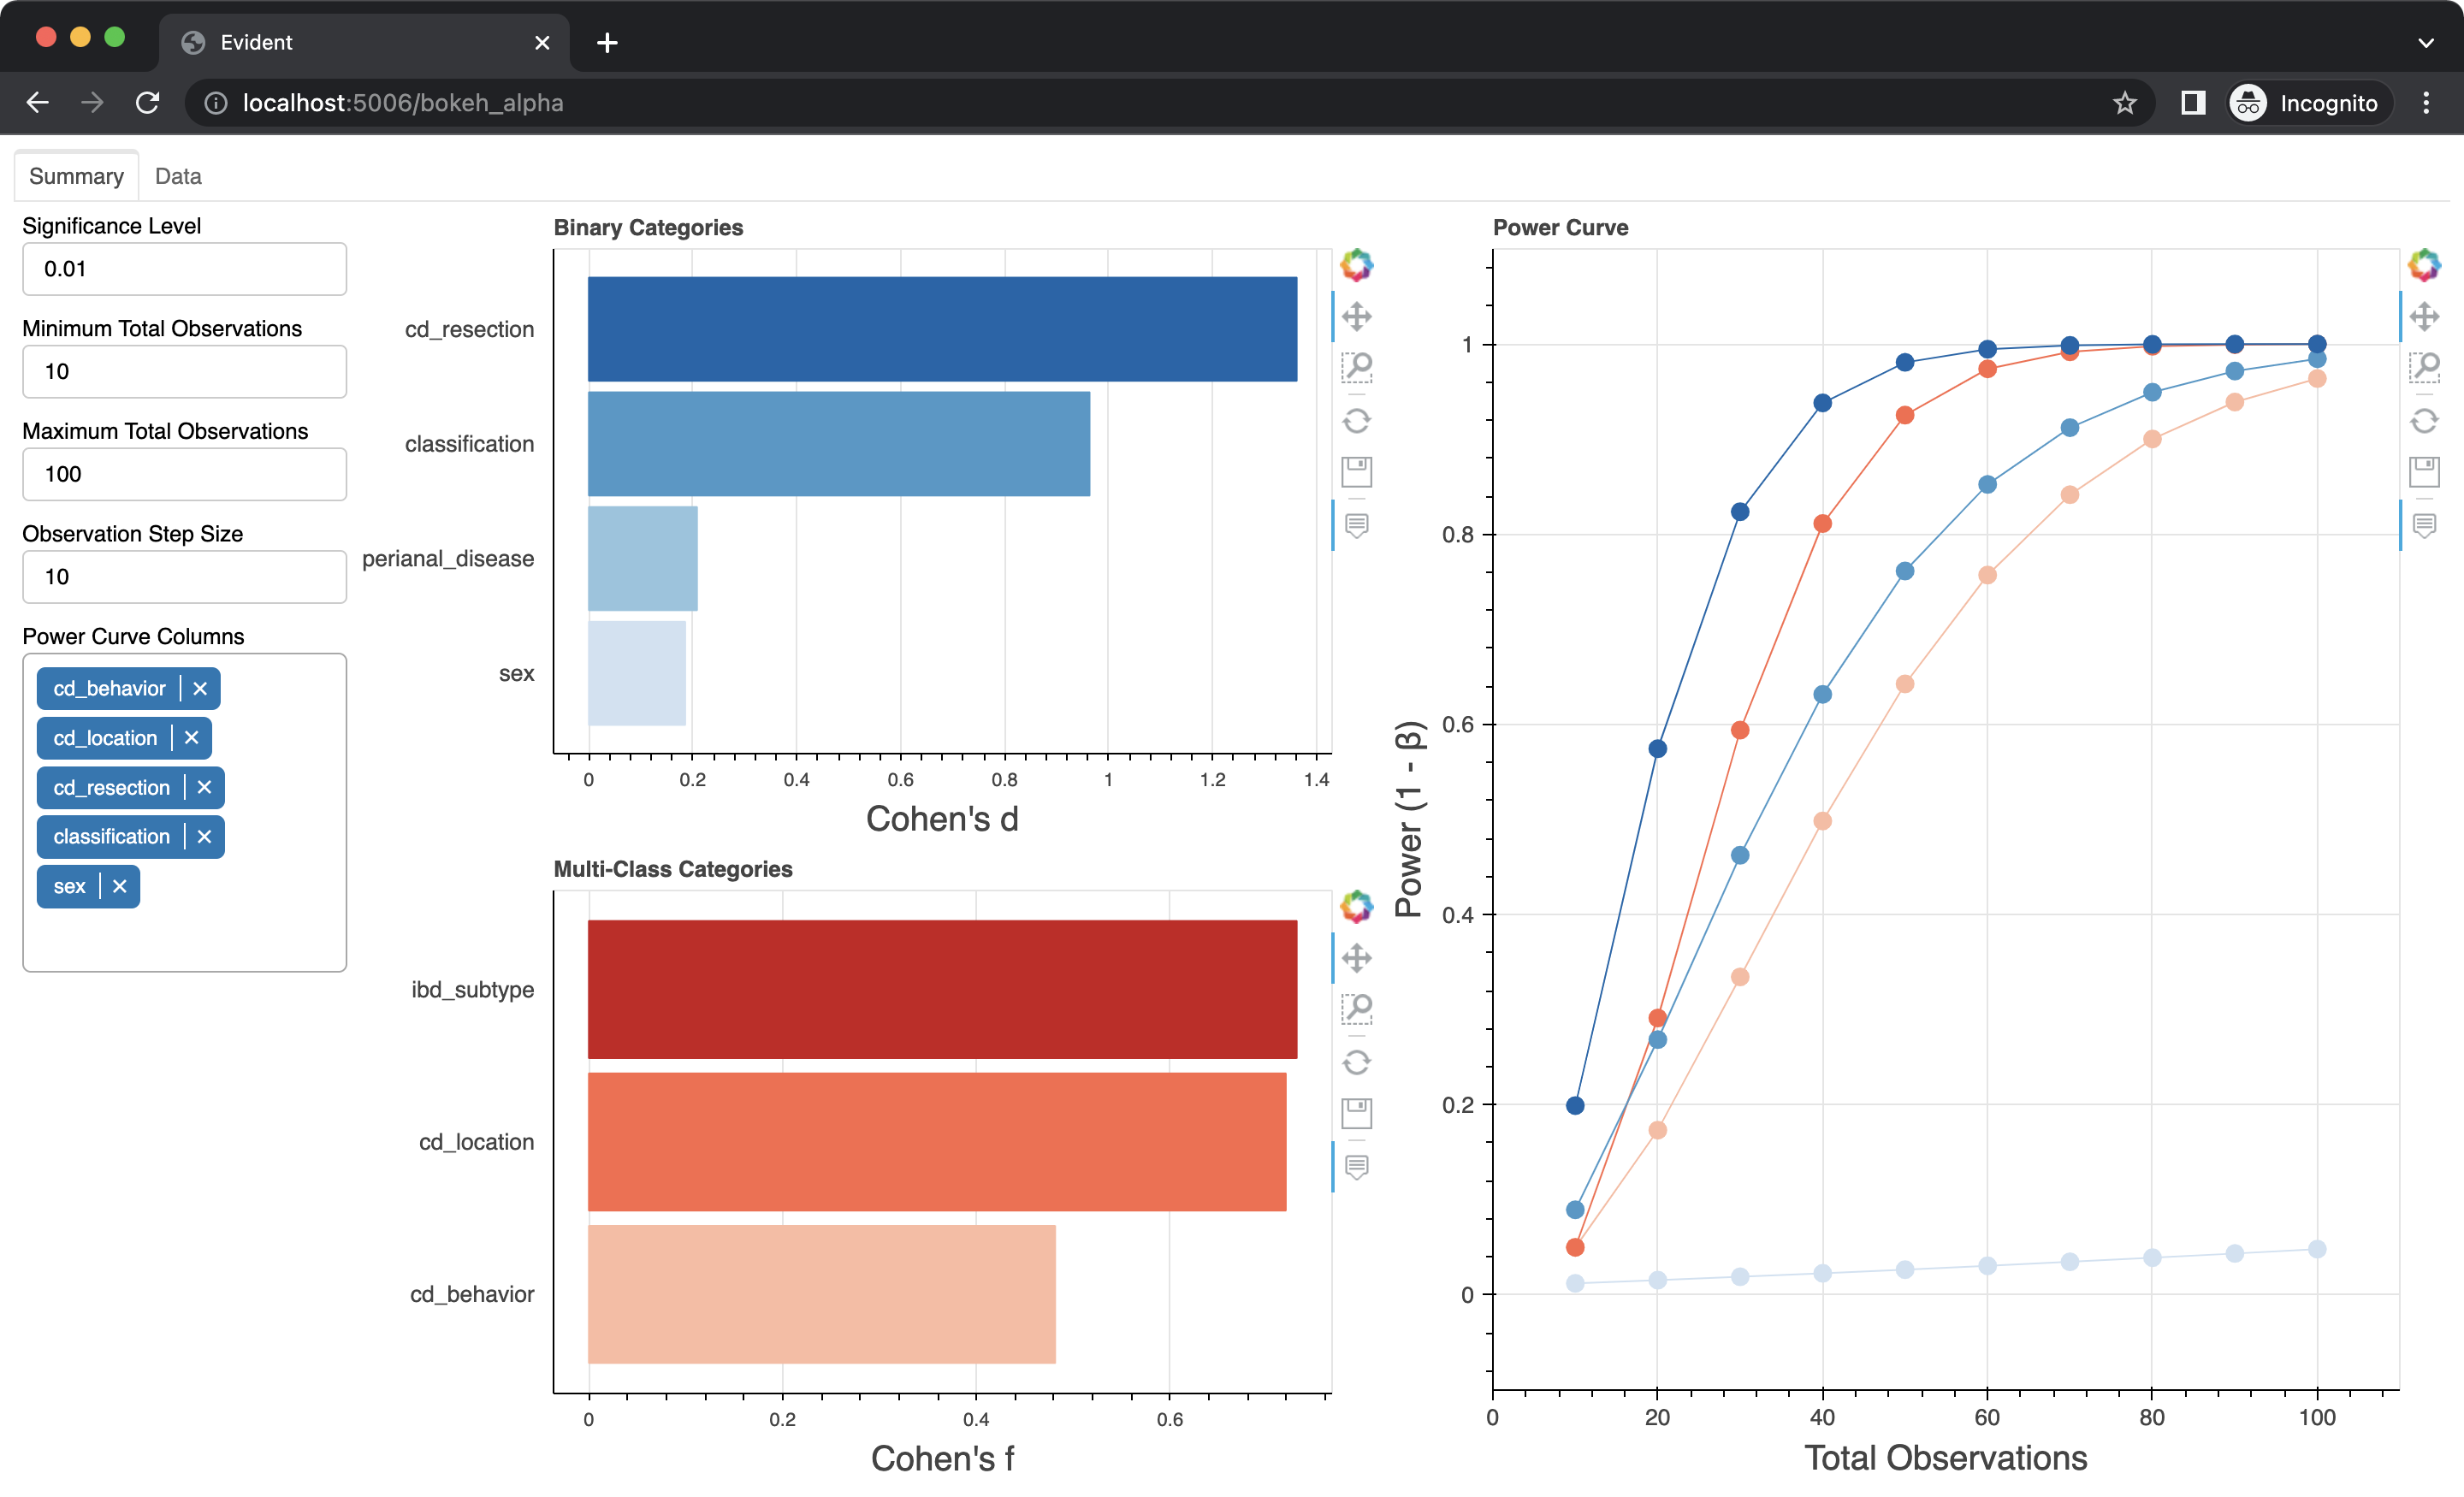 Evident
localhost:5006/bokeh_alpha
Incognito
Summary
Data
Significance Level
0.01
Minimum Total Observations
10
Maximum Total Observations
100
Observation Step Size
10
Power Curve Columns
cd_behavior
cd_location
cd_resection
classification
sex
Binary Categories
cd_resection
classification
perianal_disease
sex
0 0.2 0.4 0.6 0.8 1 1.2 1.4
Cohen's d
Multi-Class Categories
ibd_subtype
cd_location
cd_behavior
0 0.2 0.4 0.6
Cohen's f
Power Curve
1
0.8
0.6
0.4
0.2
0
Power (1 - β)
0 20 40 60 80 100
Total Observations